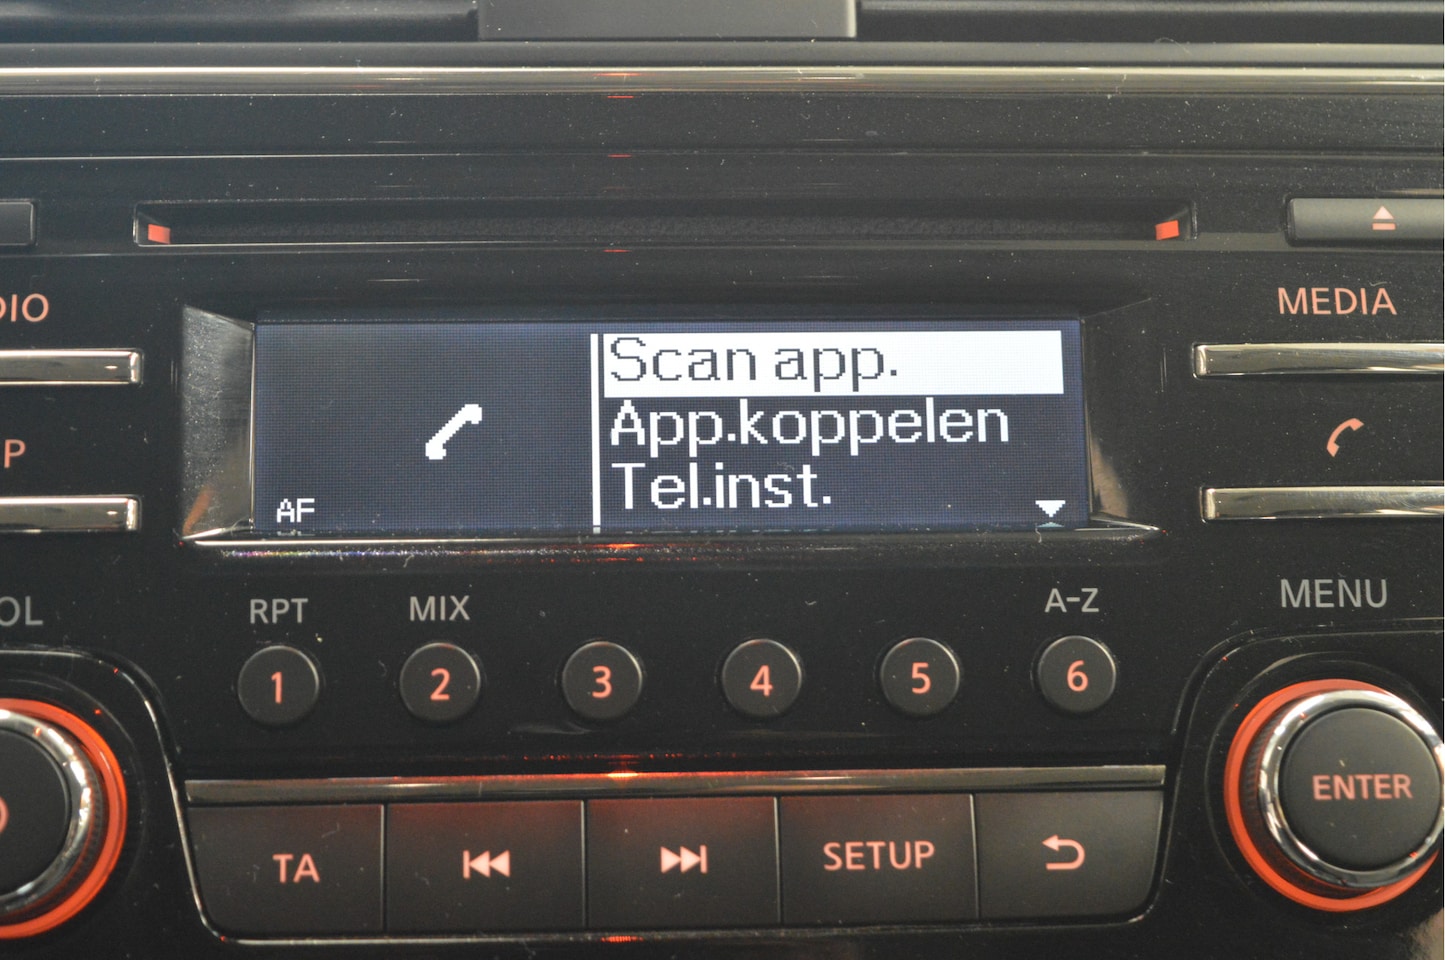 DIO
MEDIA
Scan app.
App.koppelen
Tel.inst.
AF
P
OL
RPT
MIX
A-Z
MENU
1 2 3 4 5 6
ENTER
TA
SETUP